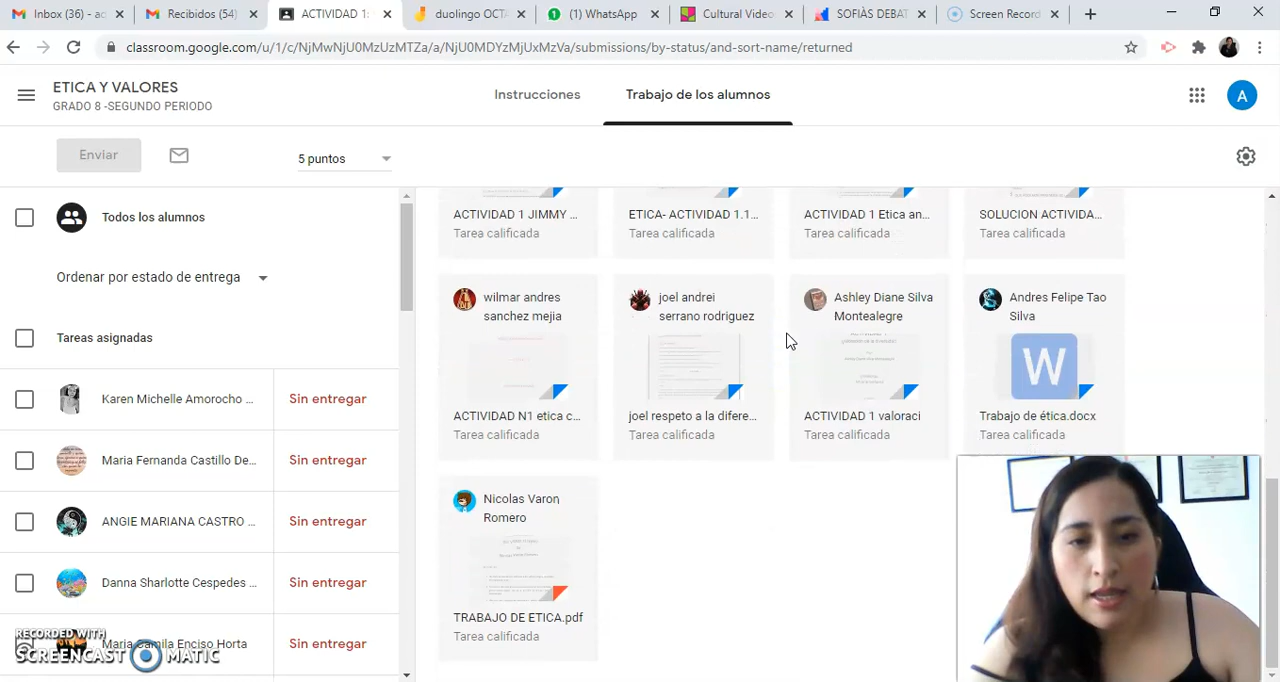 Inbox (36) - ac
Recibidos (54)
ACTIVIDAD 1:
duolingo OCTA
(1) WhatsApp
Cultural Video
SOFIÀS DEBAT
Screen Record
classroom.google.com/u/1/c/NjMwNjU0MzUzMTZa/a/NjU0MDYzMjUxMzVa/submissions/by-status/and-sort-name/returned
ETICA Y VALORES
GRADO 8 -SEGUNDO PERIODO
Instrucciones
Trabajo de los alumnos
A
Enviar
5 puntos
Todos los alumnos
Ordenar por estado de entrega
Tareas asignadas
Karen Michelle Amorocho ...
Sin entregar
Maria Fernanda Castillo De...
Sin entregar
ANGIE MARIANA CASTRO ...
Sin entregar
Danna Sharlotte Cespedes ...
Sin entregar
Maria Camila Enciso Horta
Sin entregar
ACTIVIDAD 1 JIMMY ...
Tarea calificada
ETICA- ACTIVIDAD 1.1...
Tarea calificada
ACTIVIDAD 1 Etica an...
Tarea calificada
SOLUCION ACTIVIDA...
Tarea calificada
wilmar andres
sanchez mejia
ACTIVIDAD N1 etica c...
Tarea calificada
joel andrei
serrano rodriguez
joel respeto a la difere...
Tarea calificada
Ashley Diane Silva
Montealegre
ACTIVIDAD 1 valoraci
Tarea calificada
Andres Felipe Tao
Silva
W
Trabajo de ética.docx
Tarea calificada
Nicolas Varon
Romero
TRABAJO DE ETICA.pdf
Tarea calificada
RECORDED WITH
SCREENCAST MATIC